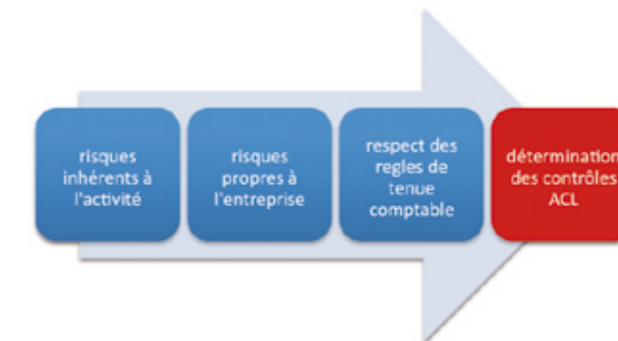 risques
inhérents à
l'activité
risques
propres à
l'entreprise
respect des
regles de
tenue
comptable
détermination
des contrôles
ACL